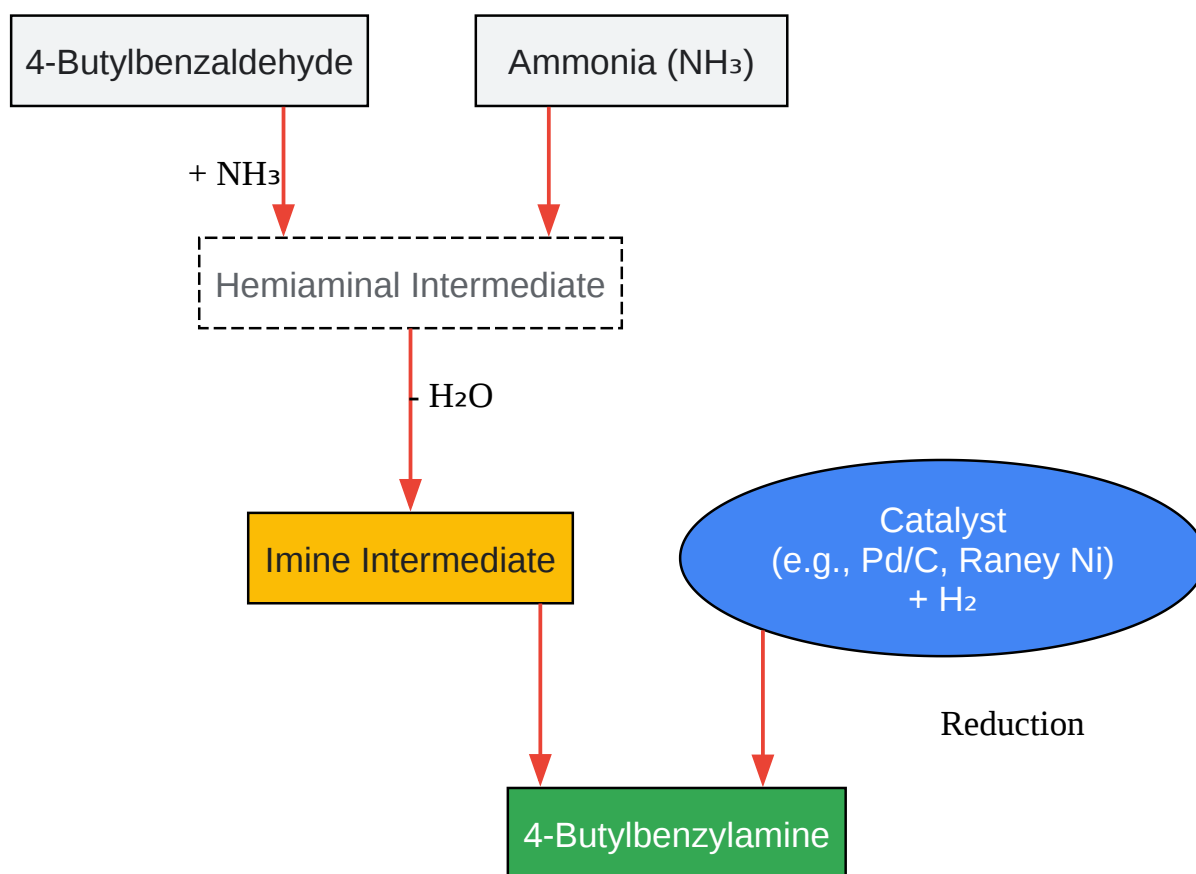 4-Butylbenzaldehyde
Ammonia (NH₃)
+ NH₃
Hemiaminal Intermediate
- H₂O
Catalyst
(e.g., Pd/C, Raney Ni)
+ H₂
Imine Intermediate
Reduction
4-Butylbenzylamine